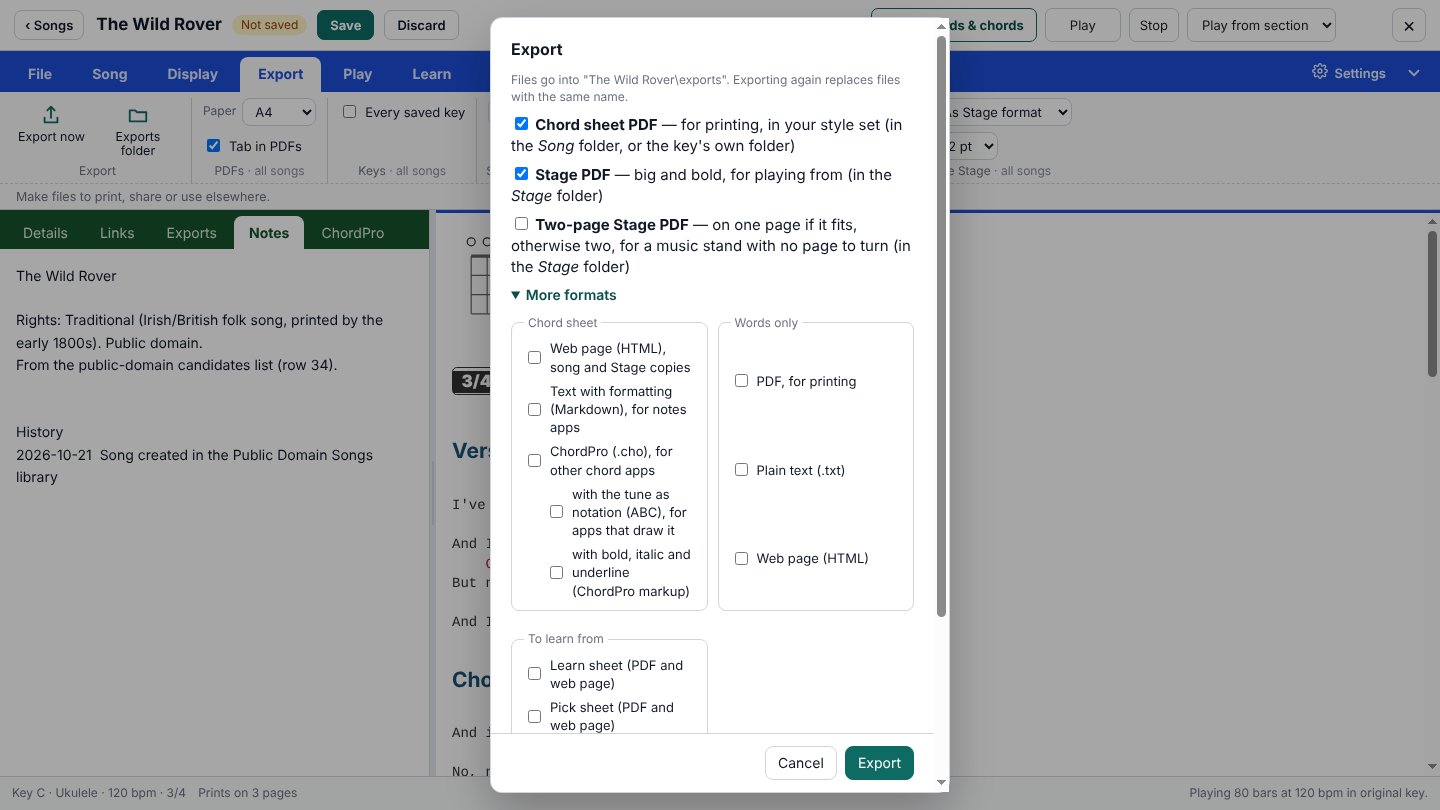 ‹ Songs
The Wild Rover
Not saved
Save
Discard
ds & chords
Play
Stop
Play from section
File
Song
Display
Export
Play
Learn
Settings
Export now
Exports folder
Export
Paper
A4
Tab in PDFs
PDFs · all songs
Every saved key
Keys · all songs
As Stage format
2 pt
Stage · all songs
Make files to print, share or use elsewhere.
Details
Links
Exports
Notes
ChordPro
The Wild Rover
Rights: Traditional (Irish/British folk song, printed by the
early 1800s). Public domain.
From the public-domain candidates list (row 34).
History
2026-10-21  Song created in the Public Domain Songs
library
3/4
Vers
I've
And I
But n
And I
Cho
And i
No, n
Export
Files go into "The Wild Rover\exports". Exporting again replaces files
with the same name.
Chord sheet PDF — for printing, in your style set (in
the Song folder, or the key's own folder)
Stage PDF — big and bold, for playing from (in the
Stage folder)
Two-page Stage PDF — on one page if it fits,
otherwise two, for a music stand with no page to turn (in
the Stage folder)
More formats
Chord sheet
Web page (HTML),
song and Stage copies
Text with formatting
(Markdown), for notes
apps
ChordPro (.cho), for
other chord apps
with the tune as
notation (ABC), for
apps that draw it
with bold, italic and
underline
(ChordPro markup)
Words only
PDF, for printing
Plain text (.txt)
Web page (HTML)
To learn from
Learn sheet (PDF and
web page)
Pick sheet (PDF and
web page)
Cancel
Export
Key C · Ukulele · 120 bpm · 3/4
Prints on 3 pages
Playing 80 bars at 120 bpm in original key.